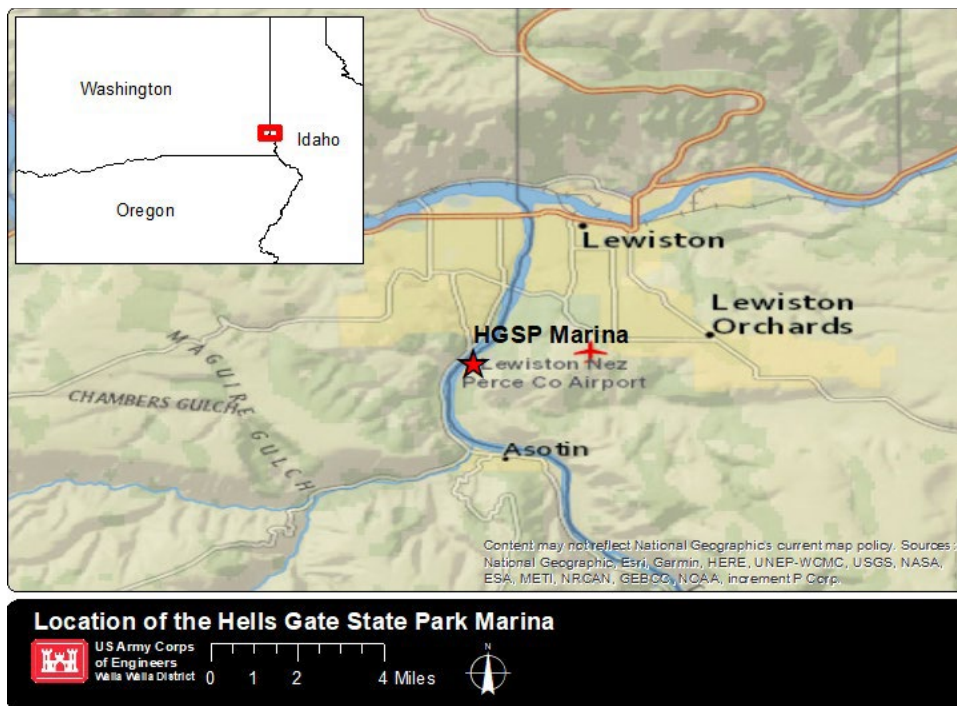 Washington
Idaho
Oregon
Lewiston
Lewiston
Orchards
HGSP Marina
Lewiston Nez
Perce Co Airport
MAGUIRE GULCH
CHAMBERS GULCH
Asotin
Content may not reflect National Geographic's current map policy. Sources:
National Geographic, Esri, Garmin, HERE, UNEP-WCMC, USGS, NASA,
ESA, METI, NRCAN, GEBCO, NOAA, increment P Corp.
Location of the Hells Gate State Park Marina
US Army Corps
of Engineers
Walla Walla District
0 1 2 4 Miles
N